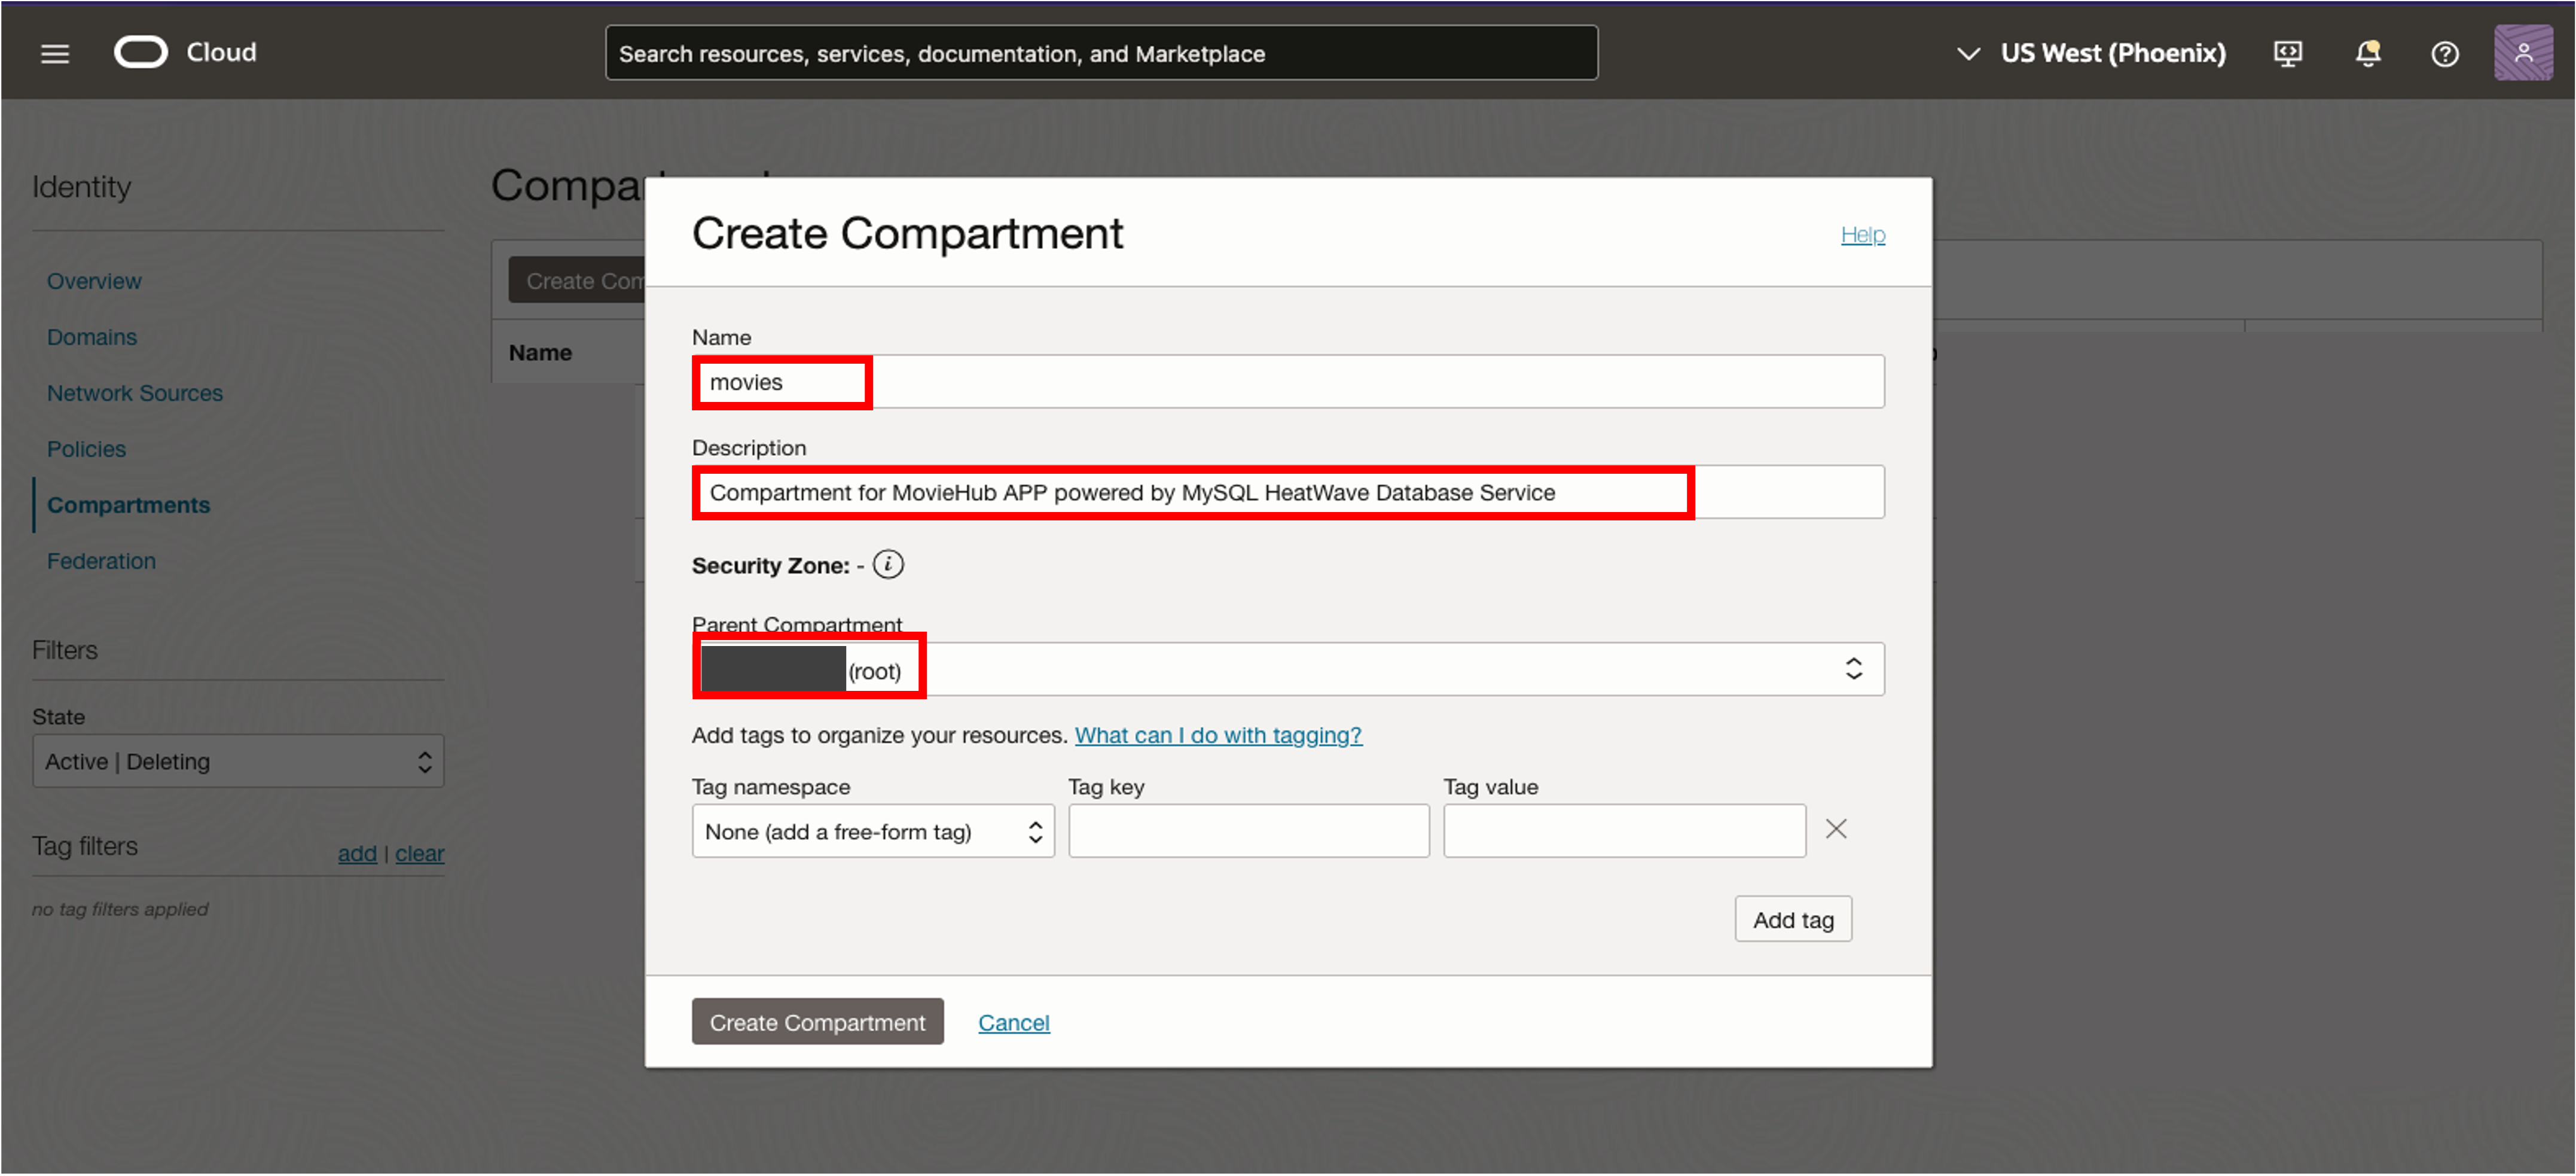 Cloud
Search resources, services, documentation, and Marketplace
US West (Phoenix)
Identity
Overview
Domains
Network Sources
Policies
Compartments
Federation
Filters
State
Active | Deleting
Tag filters
add | clear
no tag filters applied
Create Compartment
Help
Name
Name
movies
Description
Compartment for MovieHub APP powered by MySQL HeatWave Database Service
Security Zone: -
Parent Compartment
(root)
Add tags to organize your resources. What can I do with tagging?
Tag namespace
Tag key
Tag value
None (add a free-form tag)
Add tag
Create Compartment
Cancel